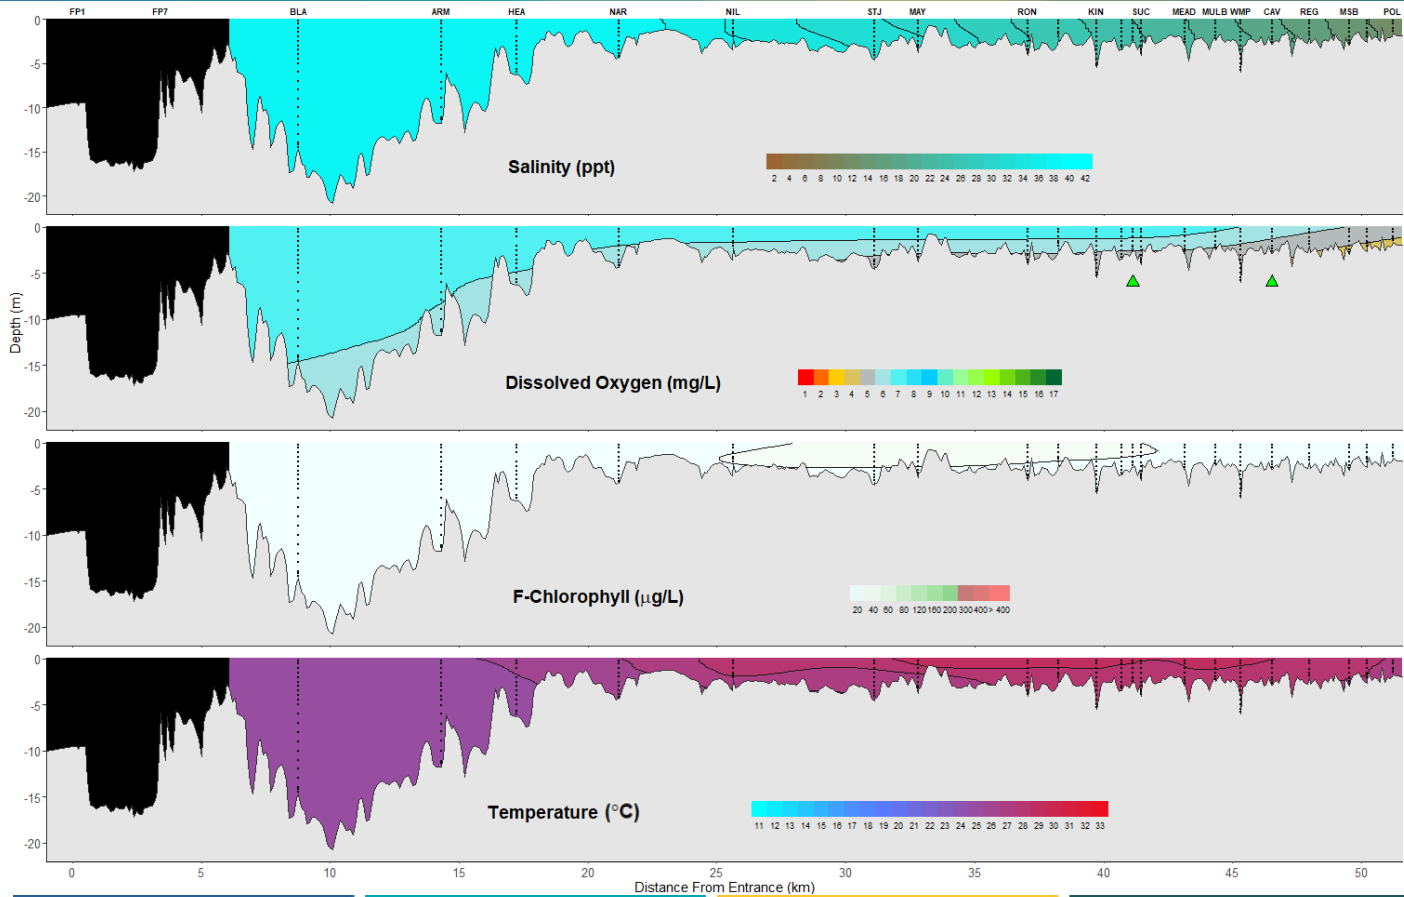 FP1 FP7 BLA ARM HEA NAR NIL STJ MAY RON KIN SUC MEAD MULB WMP CAV REG MSB POL
0
-5
-10
-15
-20
Salinity (ppt)
2 4 6 8 10 12 14 16 18 20 22 24 26 28 30 32 34 36 38 40 42
0
-5
-10
-15
-20
Depth (m)
Dissolved Oxygen (mg/L)
1 2 3 4 5 6 7 8 9 10 11 12 13 14 15 16 17
0
-5
-10
-15
-20
F-Chlorophyll (µg/L)
20 40 60 80 120 160 200 300 400 > 400
0
-5
-10
-15
-20
Temperature (°C)
11 12 13 14 15 16 17 18 19 20 21 22 23 24 25 26 27 28 29 30 31 32 33
0 5 10 15 20 25 30 35 40 45 50
Distance From Entrance (km)